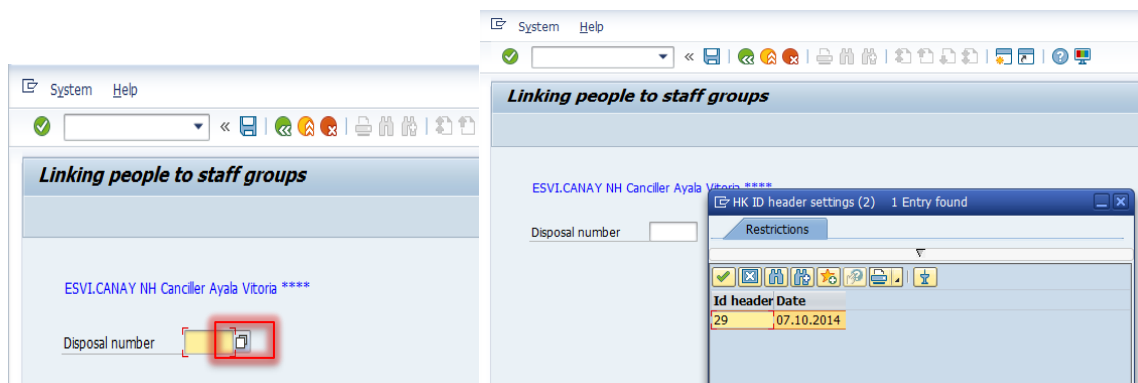 System Help
Linking people to staff groups
ESVI.CANAY NH Canciller Ayala Vitoria ****
Disposal number
System Help
Linking people to staff groups
ESVI.CANAY NH Canciller Ayala Vitoria ****
Disposal number
HK ID header settings (2) 1 Entry found
Restrictions
Id header Date
29 07.10.2014